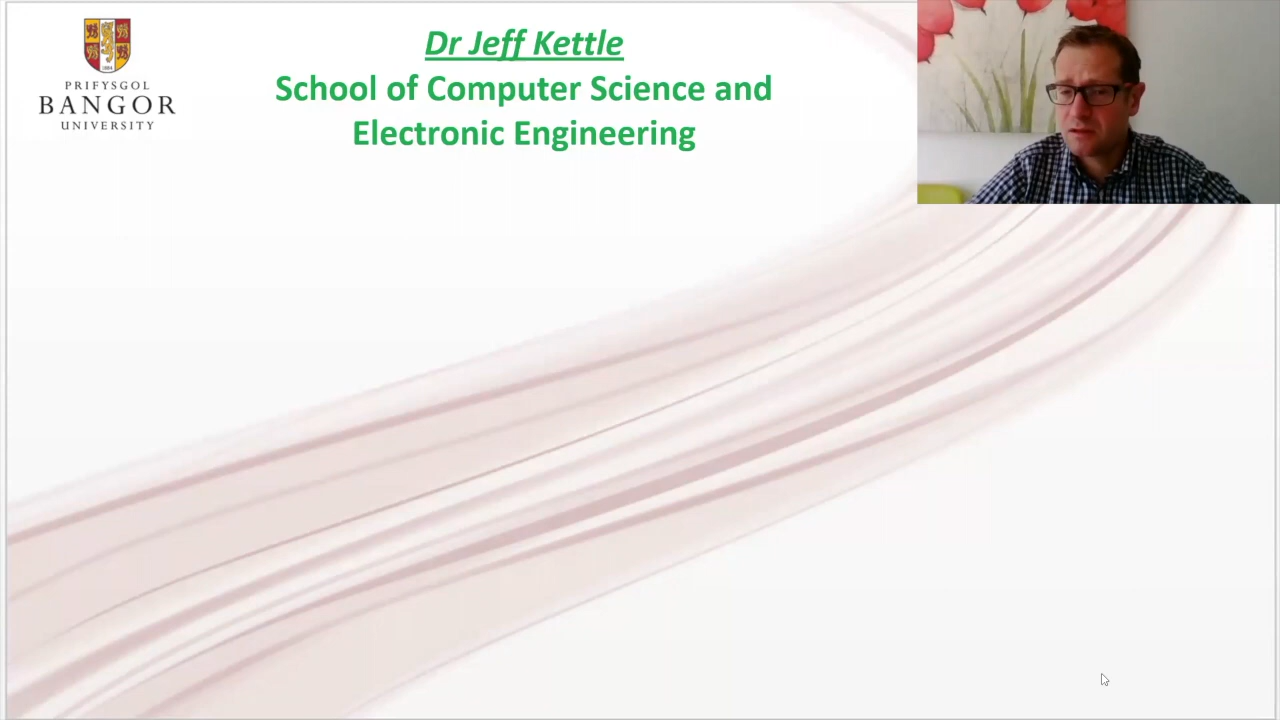 Dr Jeff Kettle
School of Computer Science and
Electronic Engineering
PRIFYSGOL
BANGOR
UNIVERSITY